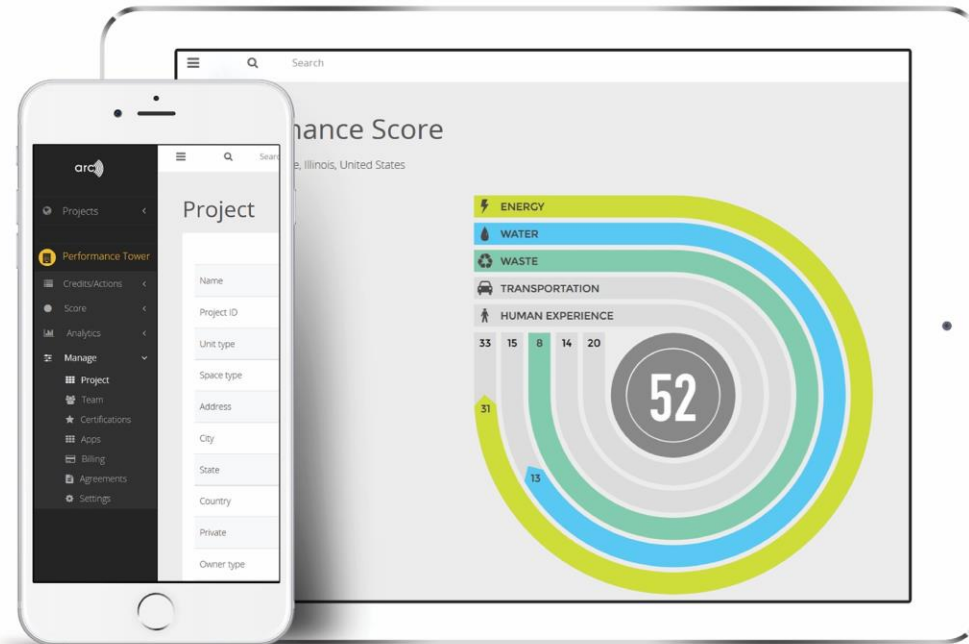 Search
nance Score
e, Illinois, United States
ENERGY
WATER
WASTE
TRANSPORTATION
HUMAN EXPERIENCE
33 15 8 14 20
31
13
52
arc
Sear
Projects
Performance Tower
Credits/Actions
Score
Analytics
Manage
Project
Team
Certifications
Apps
Billing
Agreements
Settings
Project
Name
Project ID
Unit type
Space type
Address
City
State
Country
Private
Owner type